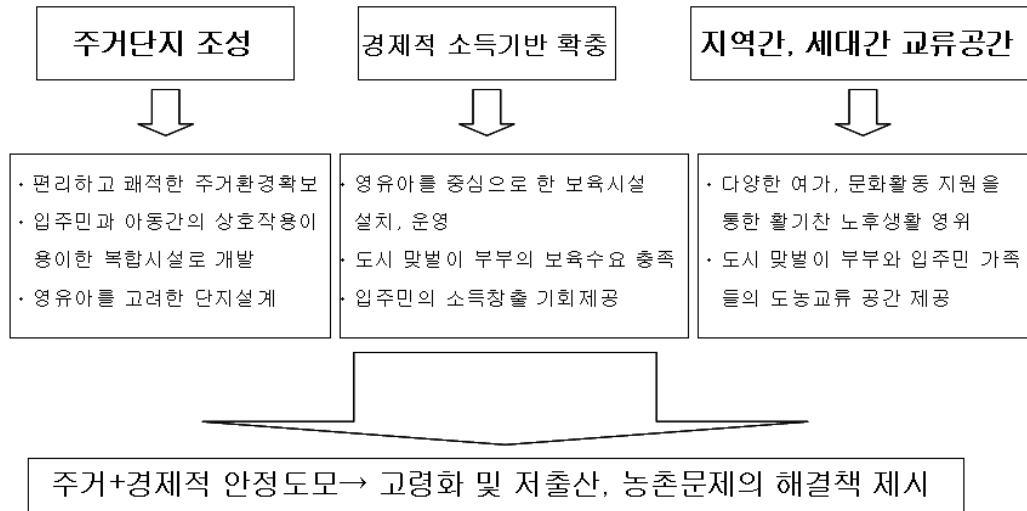 주거단지 조성
경제적 소득기반 확충
지역간, 세대간 교류공간
· 편리하고 쾌적한 주거환경확보
· 입주민과 아동간의 상호작용이
용이한 복합시설로 개발
· 영유아를 고려한 단지설계
· 영유아를 중심으로 한 보육시설
설치, 운영
· 도시 맞벌이 부부의 보육수요 충족
· 입주민의 소득창출 기회제공
· 다양한 여가, 문화활동 지원을
통한 활기찬 노후생활 영위
· 도시 맞벌이 부부와 입주민 가족
들의 도농교류 공간 제공
주거+경제적 안정도모→ 고령화 및 저출산, 농촌문제의 해결책 제시